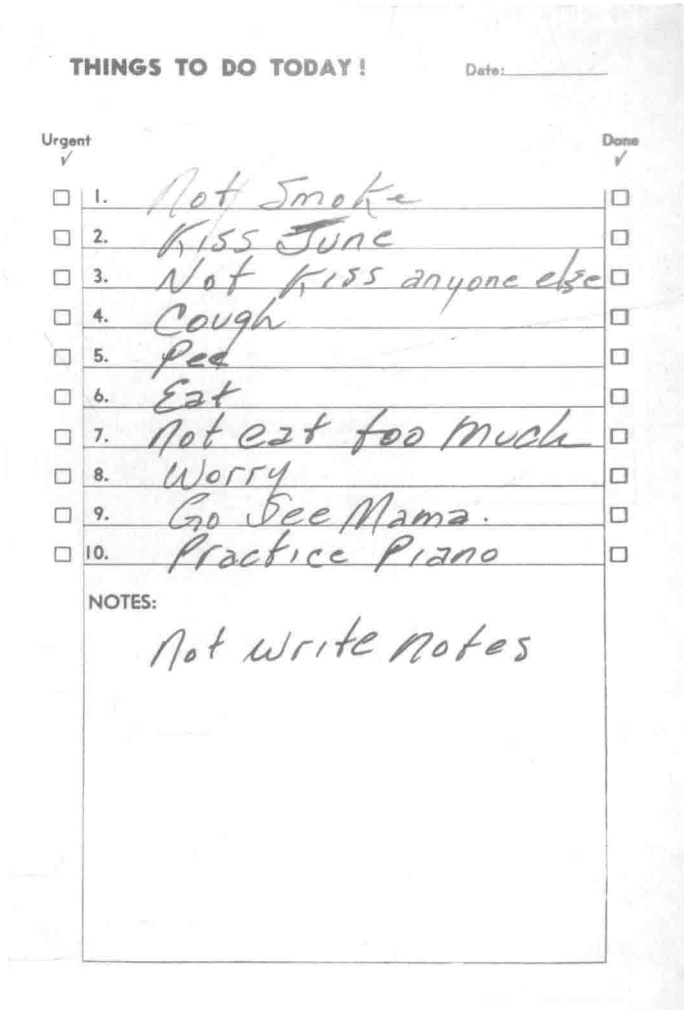 THINGS TO DO TODAY! Date:
Urgent Done
✓ ✓
1. Not Smoke
2. Kiss June
3. Not Kiss anyone else
4. Cough
5. Pee
6. Eat
7. Not eat too much
8. Worry
9. Go See Mama.
10. Practice Piano
NOTES:
Not write notes